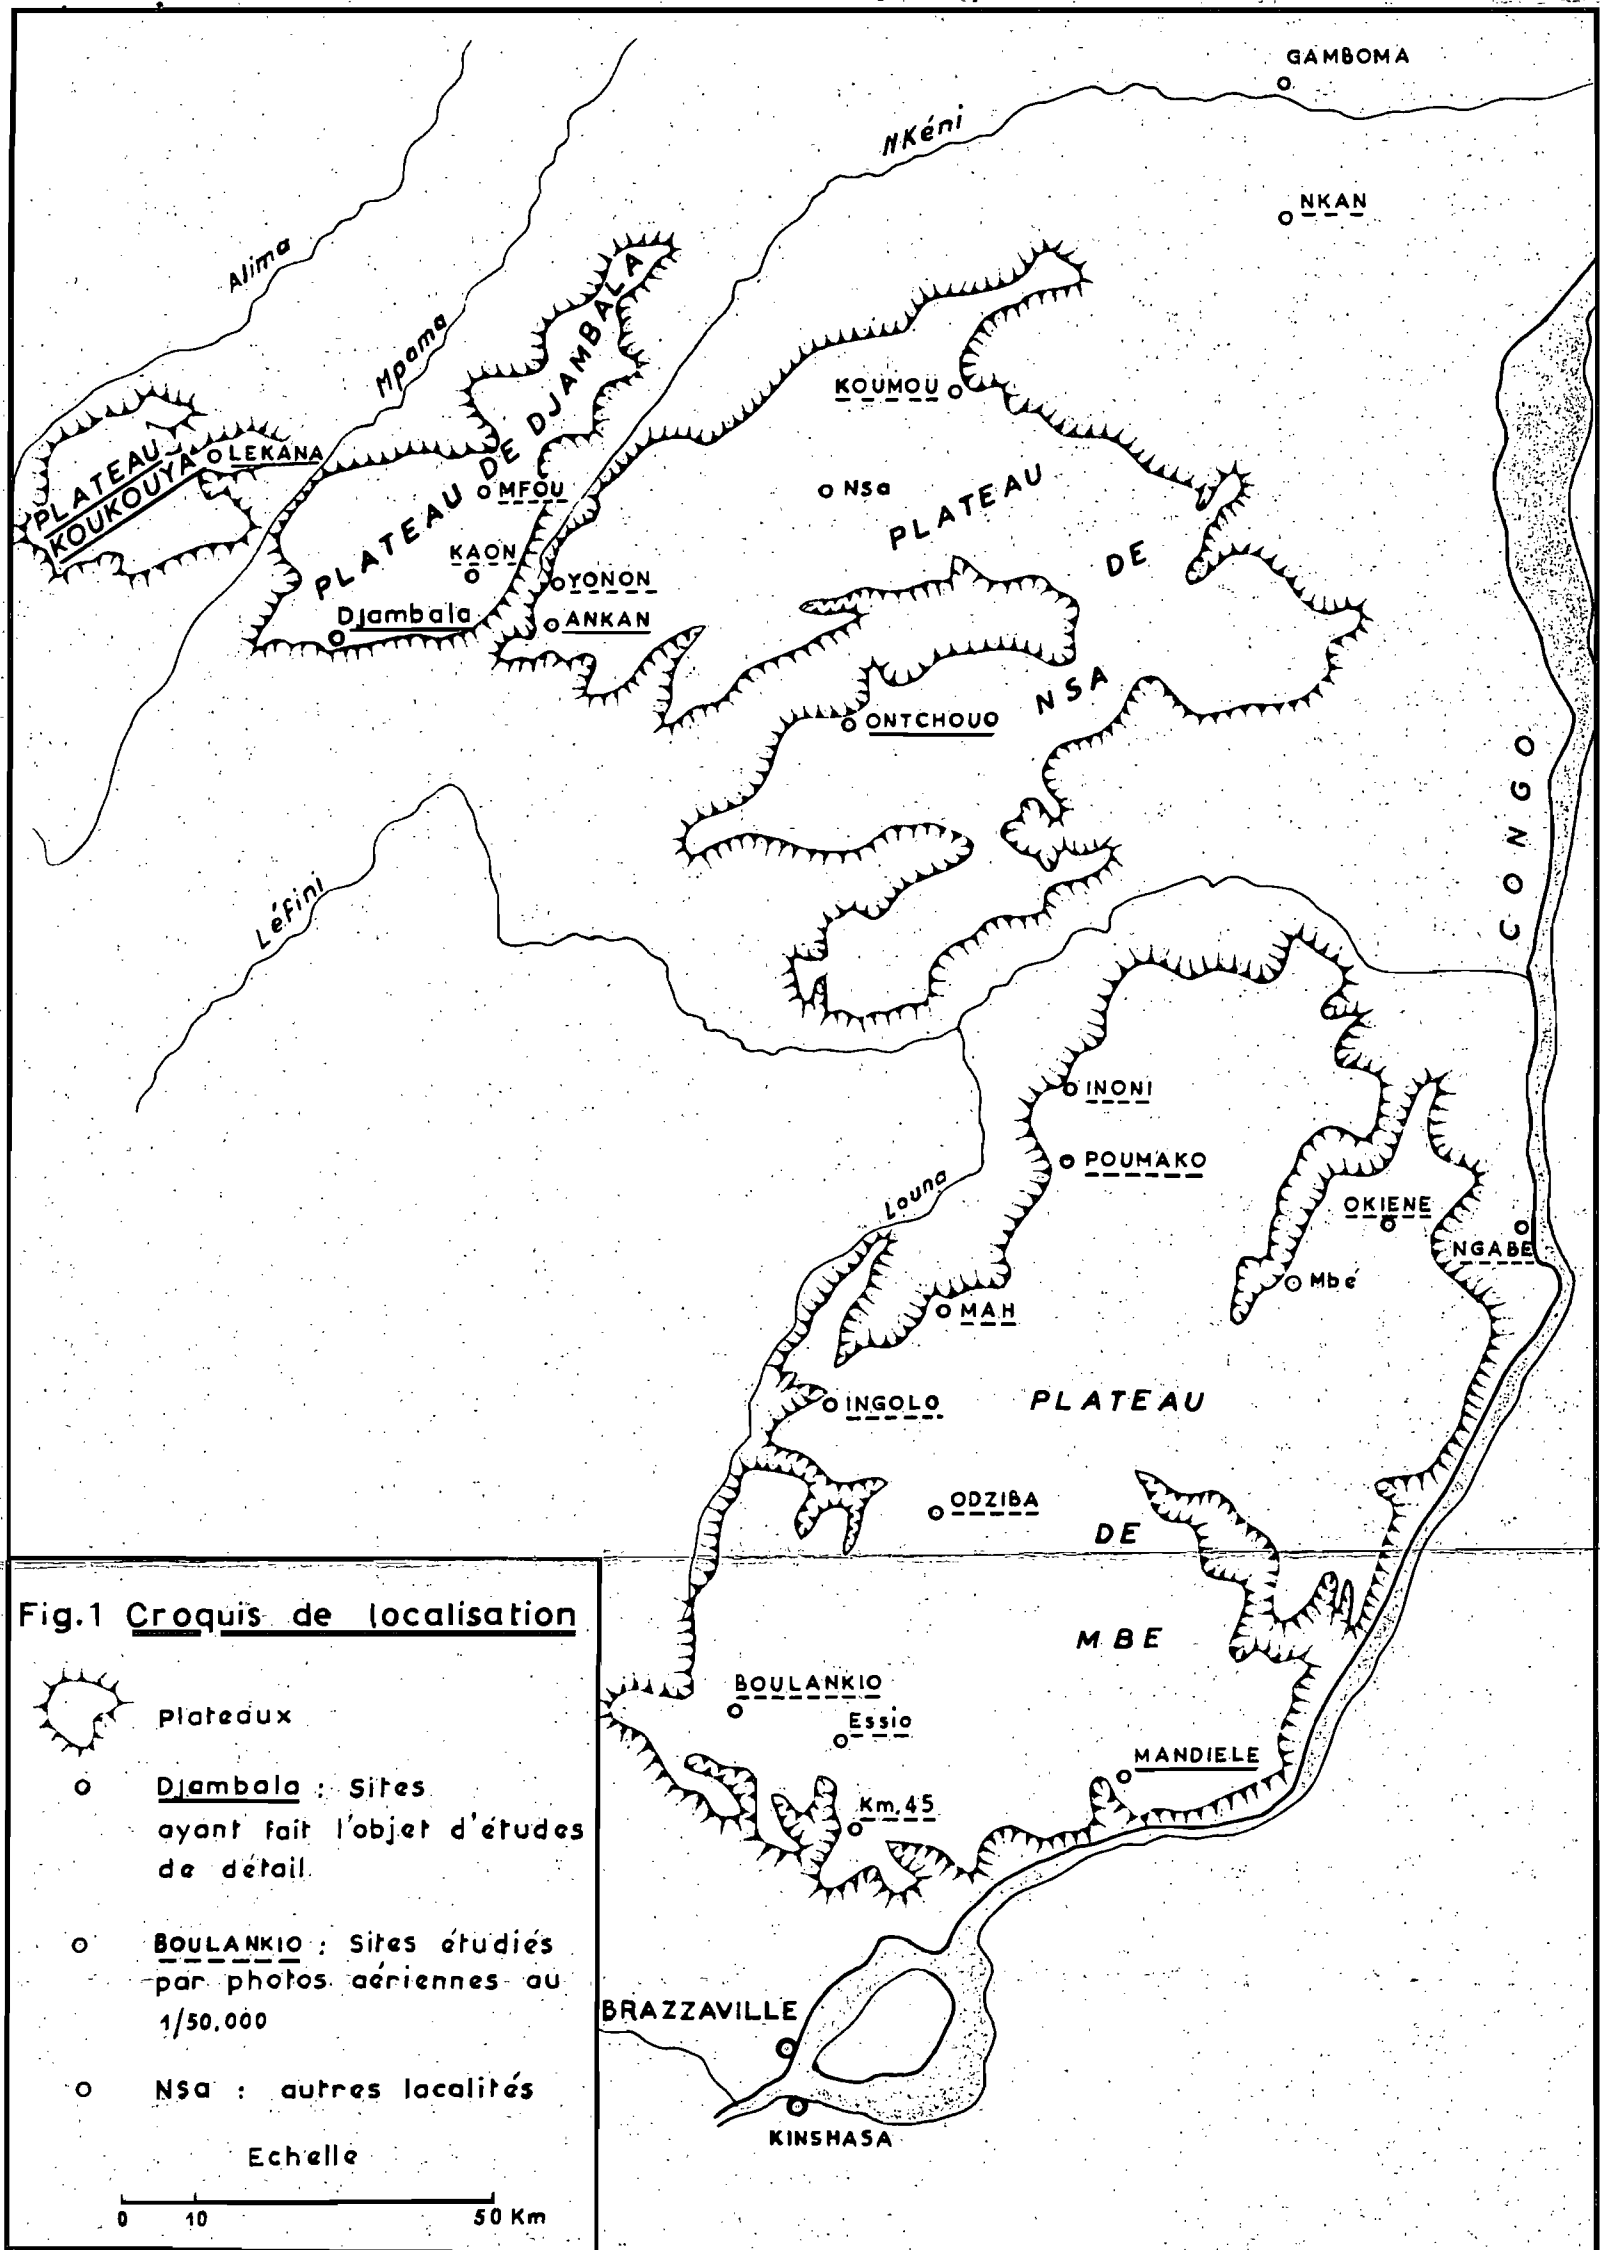 GAMBOMA
NKéni
NKAN
Alima
Mpama
PLATEAU DE DJAMBALA
KOUMOU
PLATEAU
KOUKOUYA
LEKANA
MFOU
Nsa
PLATEAU
DE
NSA
KAON
YONON
Djambala
ANKAN
ONTCHOUO
CONGO
Léfini
INONI
POUMAKO
Louna
OKIENE
NGABE
Mbé
MAH
INGOLO
PLATEAU
ODZIBA
DE
MBE
BOULANKIO
Essio
MANDIELE
Km.45
BRAZZAVILLE
KINSHASA
Fig.1 Croquis de localisation
Plateaux
Djambala : Sites
ayant fait l'objet d'études
de détail.
BOULANKIO : Sites étudiés
par photos aériennes au
1/50.000
NSa : autres localités
Echelle
0 10 50 Km